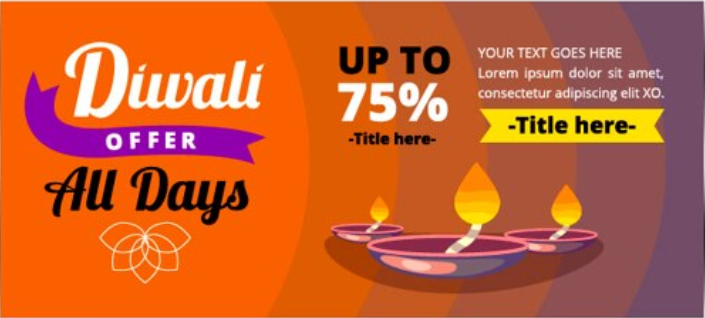 Diwali
OFFER
All Days
UP TO
75%
-Title here-
YOUR TEXT GOES HERE
Lorem ipsum dolor sit amet,
consectetur adipiscing elit XO.
-Title here-